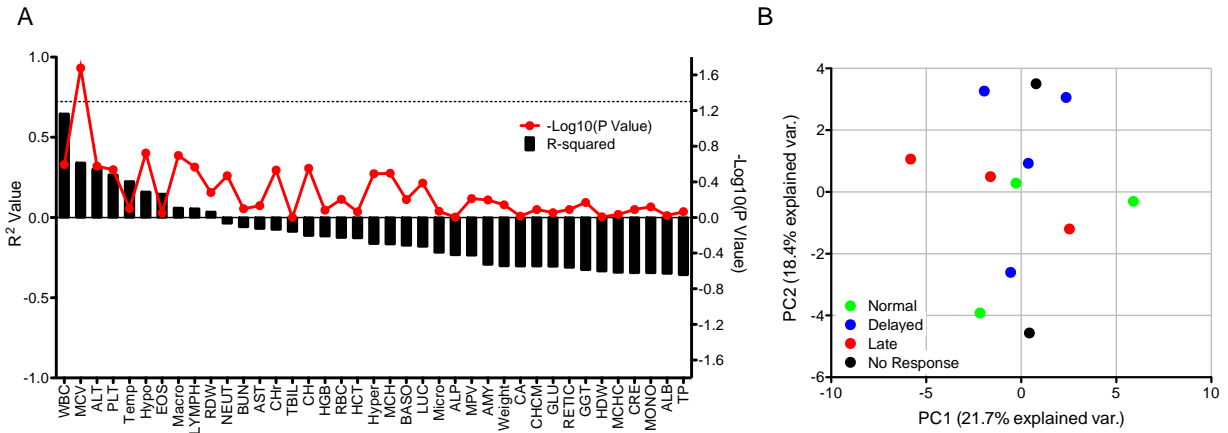 A
1.0
0.5
0.0
-0.5
-1.0
R2 Value
1.6
1.2
0.8
0.4
0.0
-0.4
-0.8
-1.2
-1.6
-Log10(P Vlaue)
-Log10(P Value)
R-squared
WBC
MCV
ALT
PLT
Temp
Hypo
EOS
Macro
LYMPH
RDW
NEUT
BUN
AST
CHr
TBIL
CH
HGB
RBC
HCT
Hyper
MCH
BASO
LUC
Micro
ALP
MPV
AMY
Weight
CA
CHCM
GLU
RETIC
GGT
HDW
MCHC
CRE
MONO
ALB
TP
B
4
2
0
-2
-4
-6
PC2 (18.4% explained var.)
Normal
Delayed
Late
No Response
-10
-5
0
5
10
PC1 (21.7% explained var.)